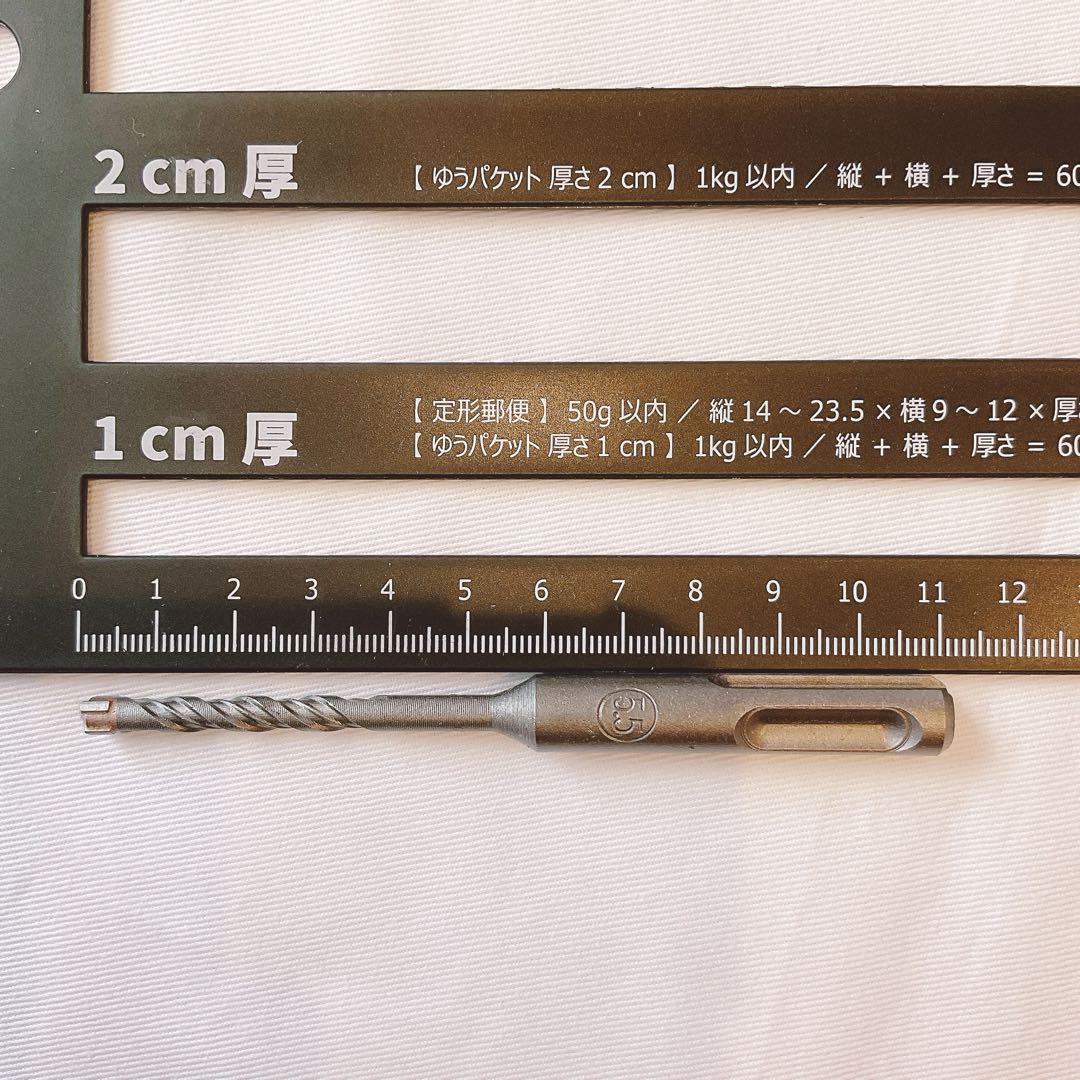 2 cm 厚
【 ゆうパケット 厚さ 2 cm 】 1kg 以内 ／ 縦 + 横 + 厚さ = 60
1 cm 厚
【 定形郵便 】 50g 以内 ／ 縦 14 ～ 23.5 × 横 9 ～ 12 × 厚さ
【 ゆうパケット 厚さ 1 cm 】 1kg 以内 ／ 縦 + 横 + 厚さ = 60
0 1 2 3 4 5 6 7 8 9 10 11 12
5.5